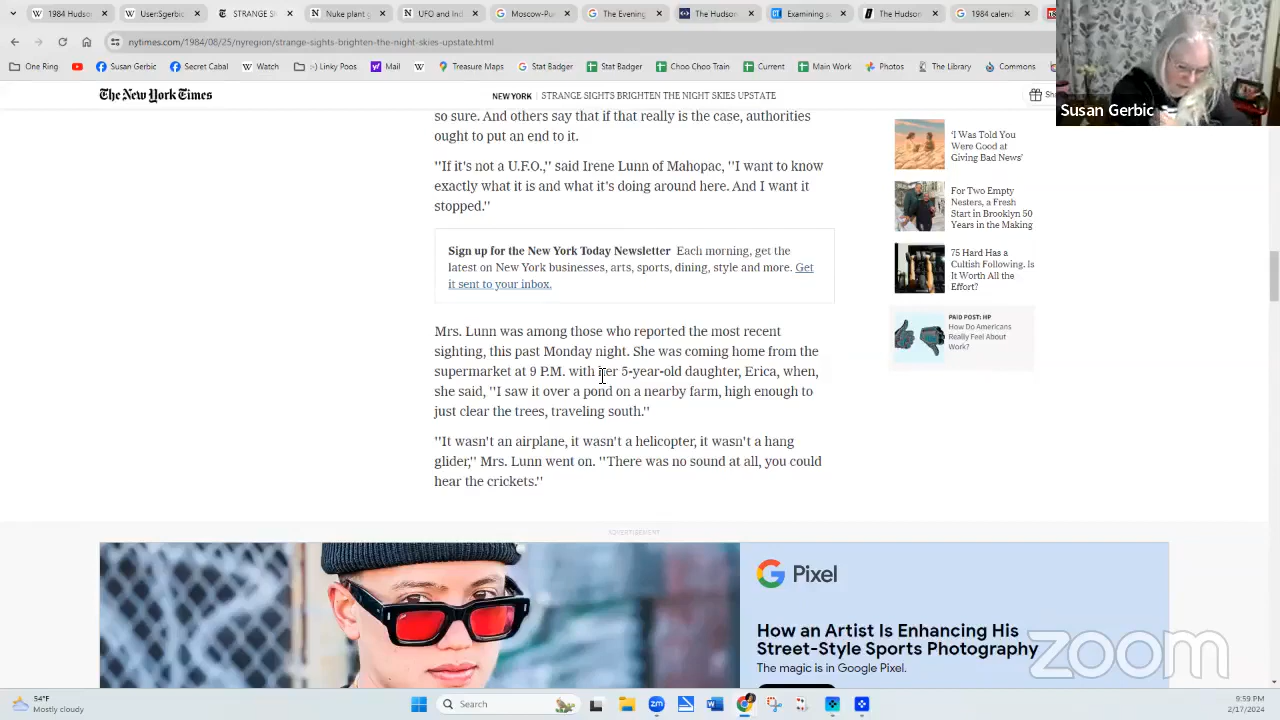 1984 Hudson
UserSgerbic
STRANGE SI
Nuke plant g
UFO and Ind
Moscow-Pur
The Evening
The Hudson
Examining so
The Hudson
1984 calend
nytimes.com/1984/08/25/nyregion/strange-sights-brighten-the-night-skies-upstate.html
One Ring
Susan Gerbic
Secret Cabal
Watch
:-) Linky Poos
Mail
Treasure Maps
Stat Badger
Stat Badger
Choo Choo Train
Current
Main Work
Photos
The Library
Commons
Susan Gerbic
The New York Times
NEW YORK | STRANGE SIGHTS BRIGHTEN THE NIGHT SKIES UPSTATE
so sure. And others say that if that really is the case, authorities
ought to put an end to it.
''If it's not a U.F.O.,'' said Irene Lunn of Mahopac, ''I want to know
exactly what it is and what it's doing around here. And I want it
stopped.''
Sign up for the New York Today Newsletter Each morning, get the
latest on New York businesses, arts, sports, dining, style and more. Get
it sent to your inbox.
Mrs. Lunn was among those who reported the most recent
sighting, this past Monday night. She was coming home from the
supermarket at 9 P.M. with her 5-year-old daughter, Erica, when,
she said, ''I saw it over a pond on a nearby farm, high enough to
just clear the trees, traveling south.''
''It wasn't an airplane, it wasn't a helicopter, it wasn't a hang
glider,'' Mrs. Lunn went on. ''There was no sound at all, you could
hear the crickets.''
'I Was Told You
Were Good at
Giving Bad News'
For Two Empty
Nesters, a Fresh
Start in Brooklyn 50
Years in the Making
75 Hard Has a
Cultish Following. Is
It Worth All the
Effort?
PAID POST: HP
How Do Americans
Really Feel About
Work?
ADVERTISEMENT
Google Pixel
How an Artist Is Enhancing His
Street-Style Sports Photography
The magic is in Google Pixel.
zoom
54°F
Mostly cloudy
Search
9:59 PM
2/17/2024